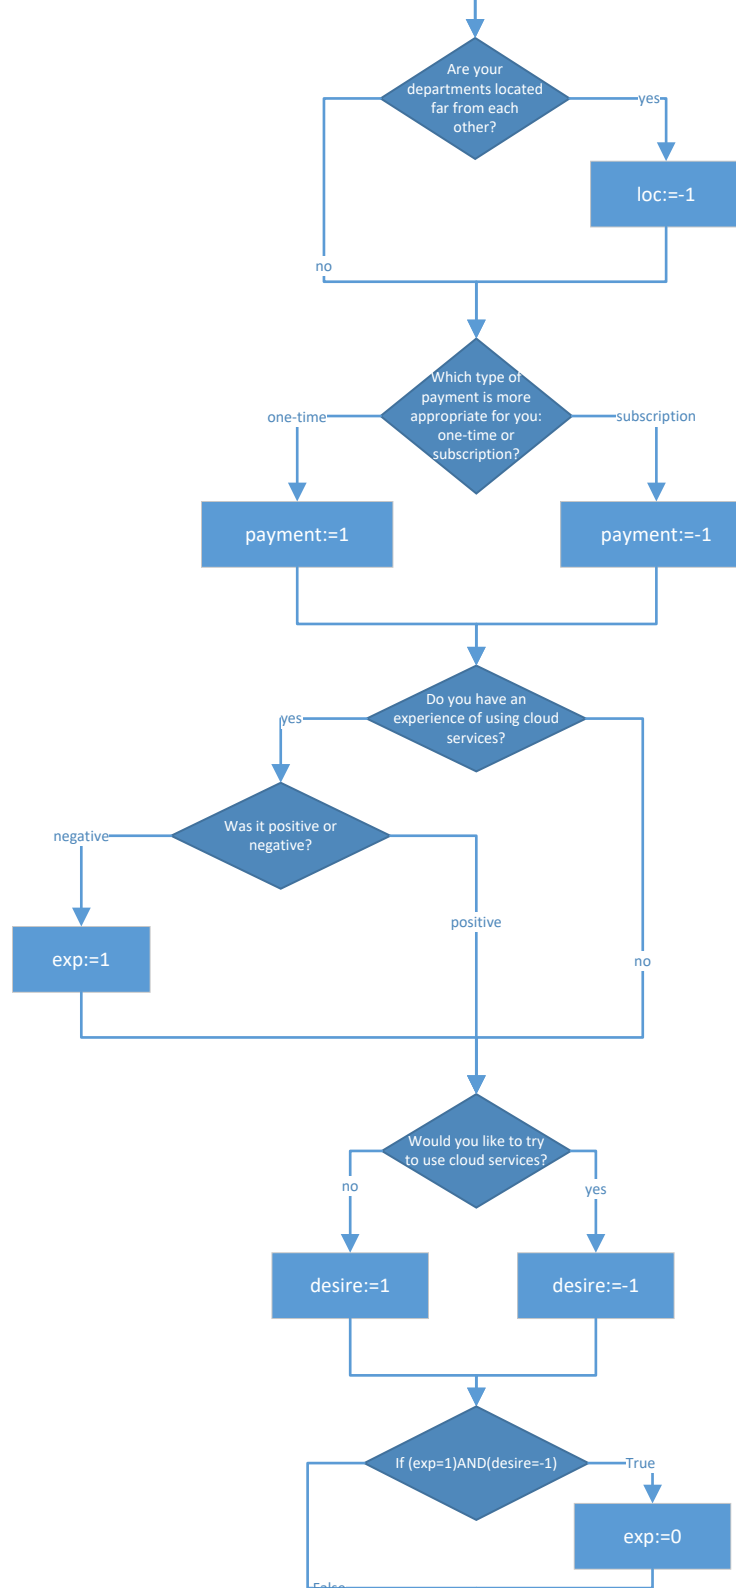 Are your
departments located
far from each
other?
yes
loc:=-1
no
Which type of
payment is more
appropriate for you:
one-time or
subscription?
one-time
subscription
payment:=1
payment:=-1
Do you have an
experience of using cloud
services?
yes
Was it positive or
negative?
negative
positive
exp:=1
no
Would you like to try
to use cloud services?
no
yes
desire:=1
desire:=-1
If (exp=1)AND(desire=-1)
True
exp:=0
False